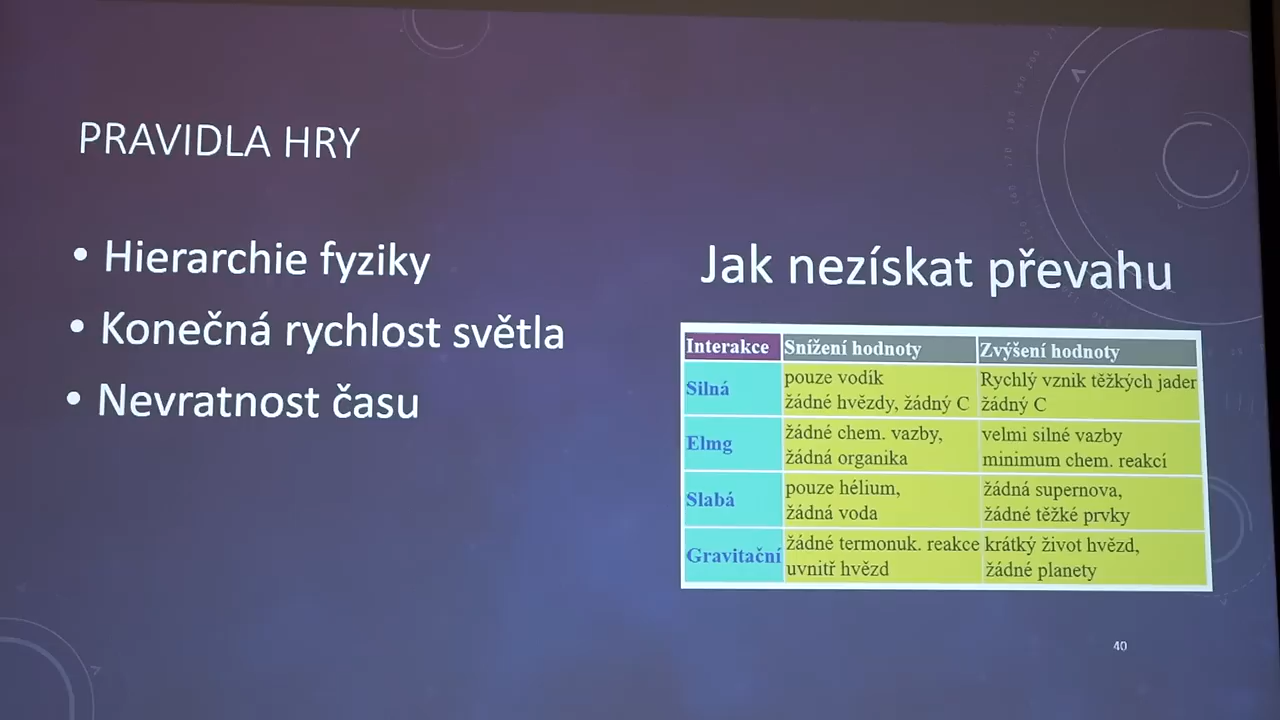 PRAVIDLA HRY
• Hierarchie fyziky
• Konečná rychlost světla
• Nevratnost času
Jak nezískat převahu
Interakce Snížení hodnoty Zvýšení hodnoty
Silná pouze vodík žádné hvězdy, žádný C Rychlý vznik těžkých jader žádný C
Elmg žádné chem. vazby, žádná organika velmi silné vazby minimum chem. reakcí
Slabá pouze hélium, žádná voda žádná supernova, žádné těžké prvky
Gravitační žádné termonuk. reakce uvnitř hvězd krátký život hvězd, žádné planety
40